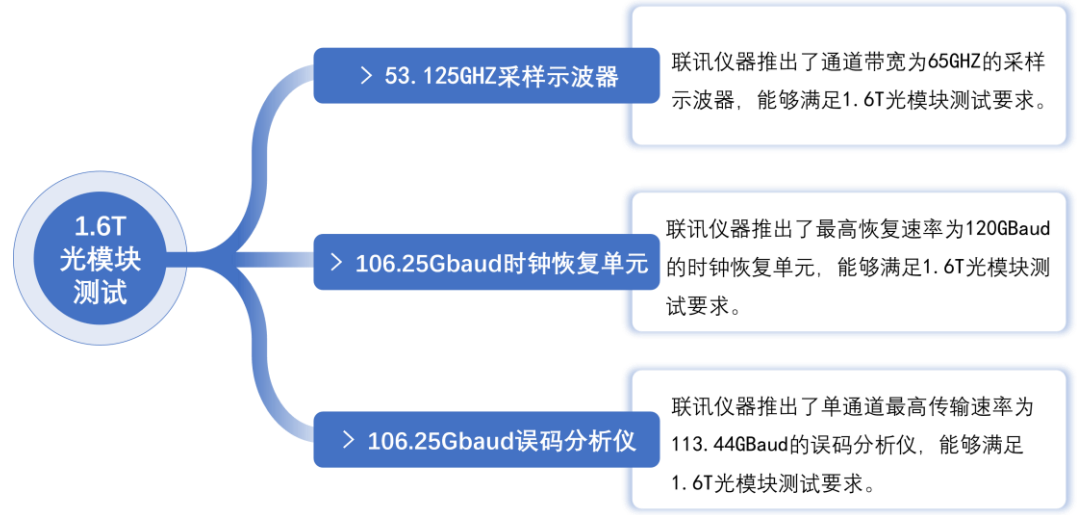 1.6T
光模块
测试
> 53.125GHZ采样示波器
联讯仪器推出了通道带宽为65GHZ的采样
示波器，能够满足1.6T光模块测试要求。
> 106.25Gbaud时钟恢复单元
联讯仪器推出了最高恢复速率为120GBaud
的时钟恢复单元，能够满足1.6T光模块测
试要求。
> 106.25Gbaud误码分析仪
联讯仪器推出了单通道最高传输速率为
113.44GBaud的误码分析仪，能够满足
1.6T光模块测试要求。